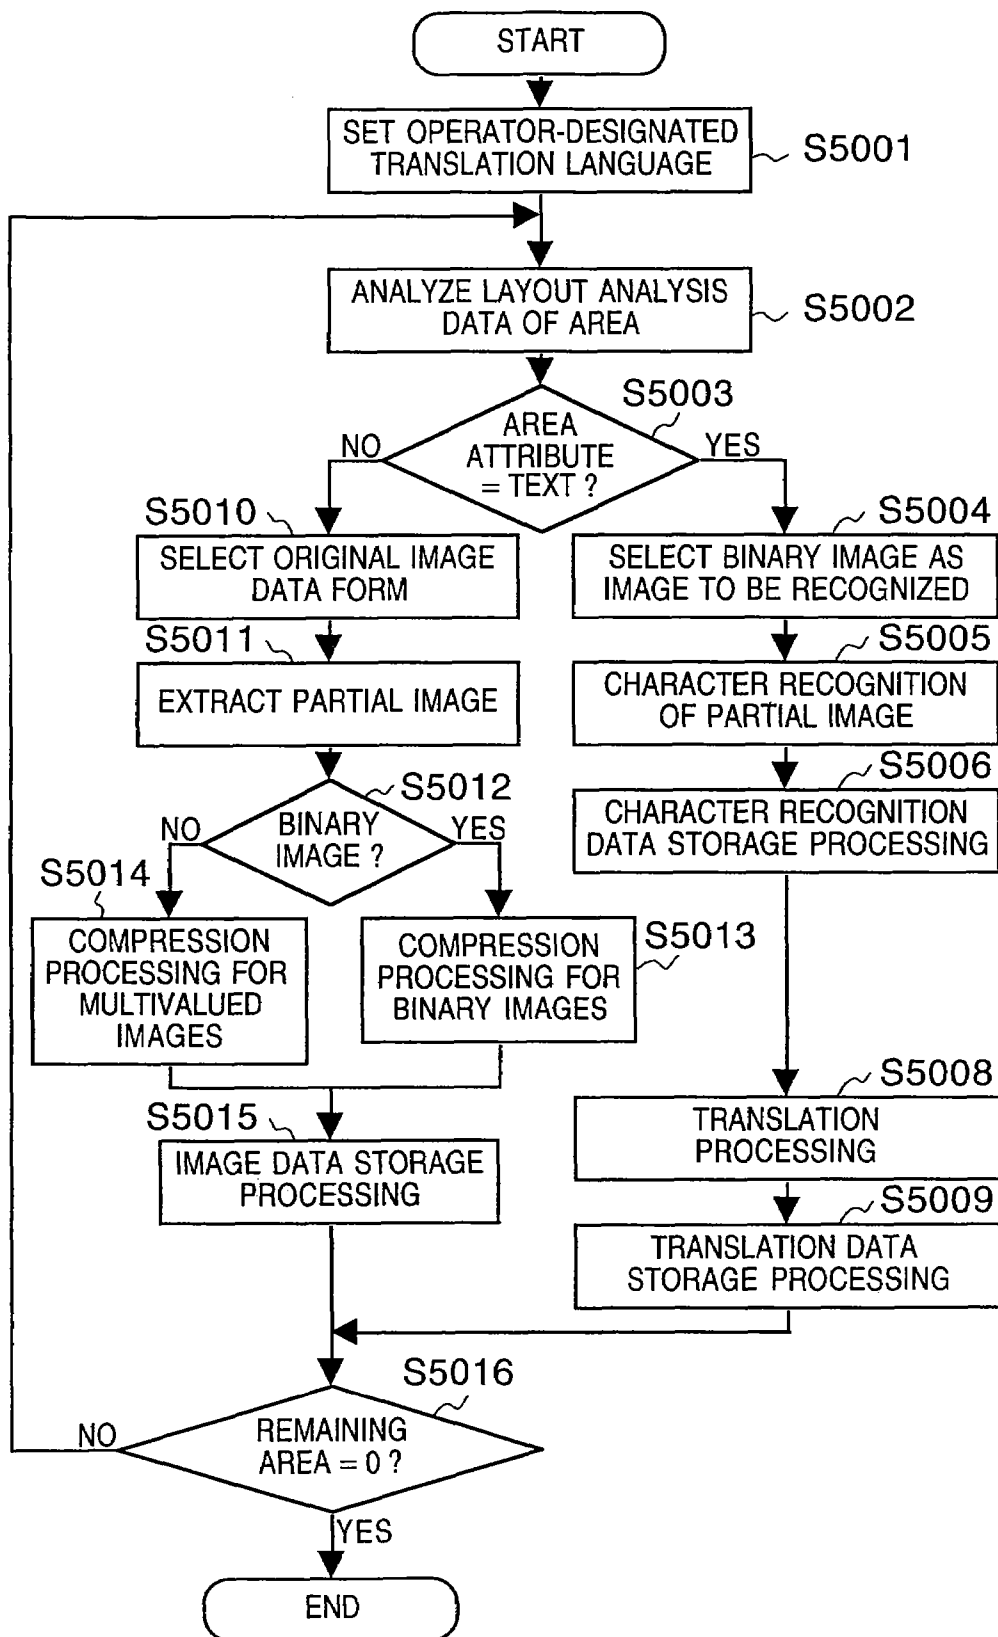 START
SET OPERATOR-DESIGNATED
TRANSLATION LANGUAGE
S5001
ANALYZE LAYOUT ANALYSIS
DATA OF AREA
S5002
S5003
AREA
ATTRIBUTE
= TEXT ?
NO
YES
S5010
SELECT ORIGINAL IMAGE
DATA FORM
S5011
EXTRACT PARTIAL IMAGE
S5012
BINARY
IMAGE ?
NO
YES
S5014
COMPRESSION
PROCESSING FOR
MULTIVALUED
IMAGES
S5013
COMPRESSION
PROCESSING FOR
BINARY IMAGES
S5015
IMAGE DATA STORAGE
PROCESSING
S5004
SELECT BINARY IMAGE AS
IMAGE TO BE RECOGNIZED
S5005
CHARACTER RECOGNITION
OF PARTIAL IMAGE
S5006
CHARACTER RECOGNITION
DATA STORAGE PROCESSING
S5008
TRANSLATION
PROCESSING
S5009
TRANSLATION DATA
STORAGE PROCESSING
S5016
REMAINING
AREA = 0 ?
NO
YES
END